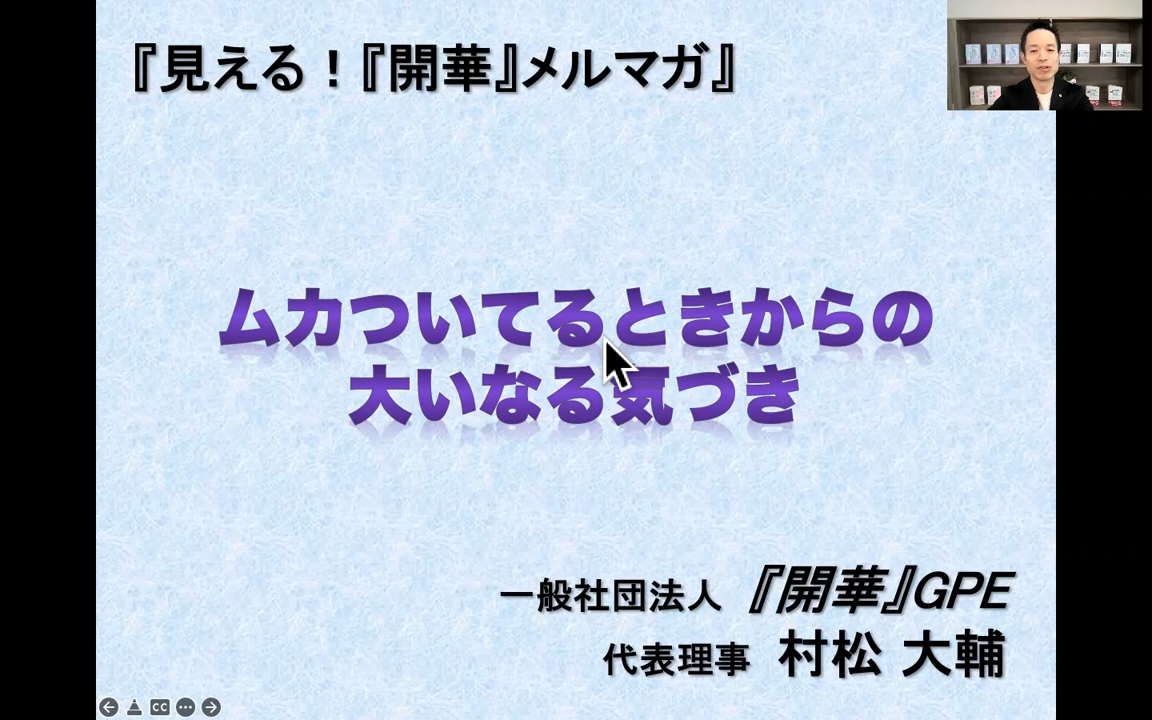 『見える！『開華』メルマガ』
ムカついてるときからの
大いなる気づき
一般社団法人 『開華』GPE
代表理事 村松 大輔
CC